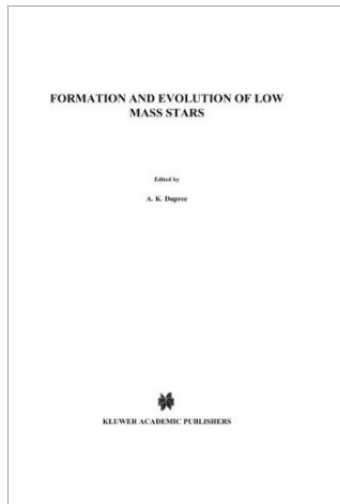 FORMATION AND EVOLUTION OF LOW
MASS STARS
Edited by
A. K. Dupree
KLUWER ACADEMIC PUBLISHERS